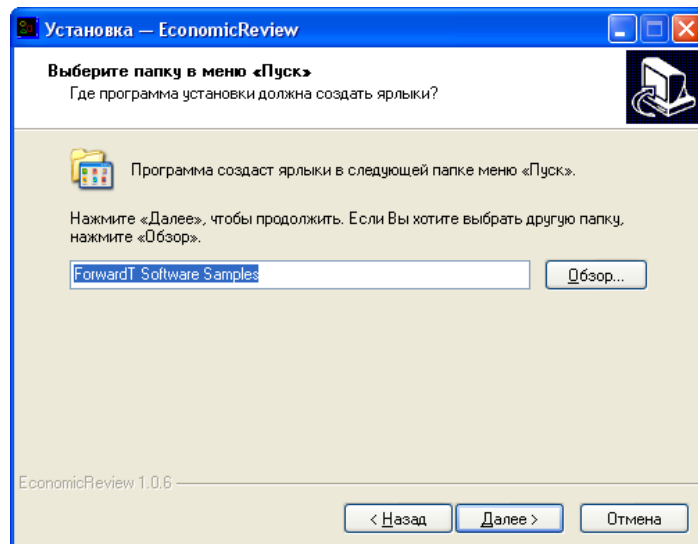 Установка — EconomicReview
Выберите папку в меню «Пуск»
Где программа установки должна создать ярлыки?
Программа создаст ярлыки в следующей папке меню «Пуск».
Нажмите «Далее», чтобы продолжить. Если Вы хотите выбрать другую папку,
нажмите «Обзор».
ForwardT Software Samples
Обзор...
EconomicReview 1.0.6
< Назад
Далее >
Отмена